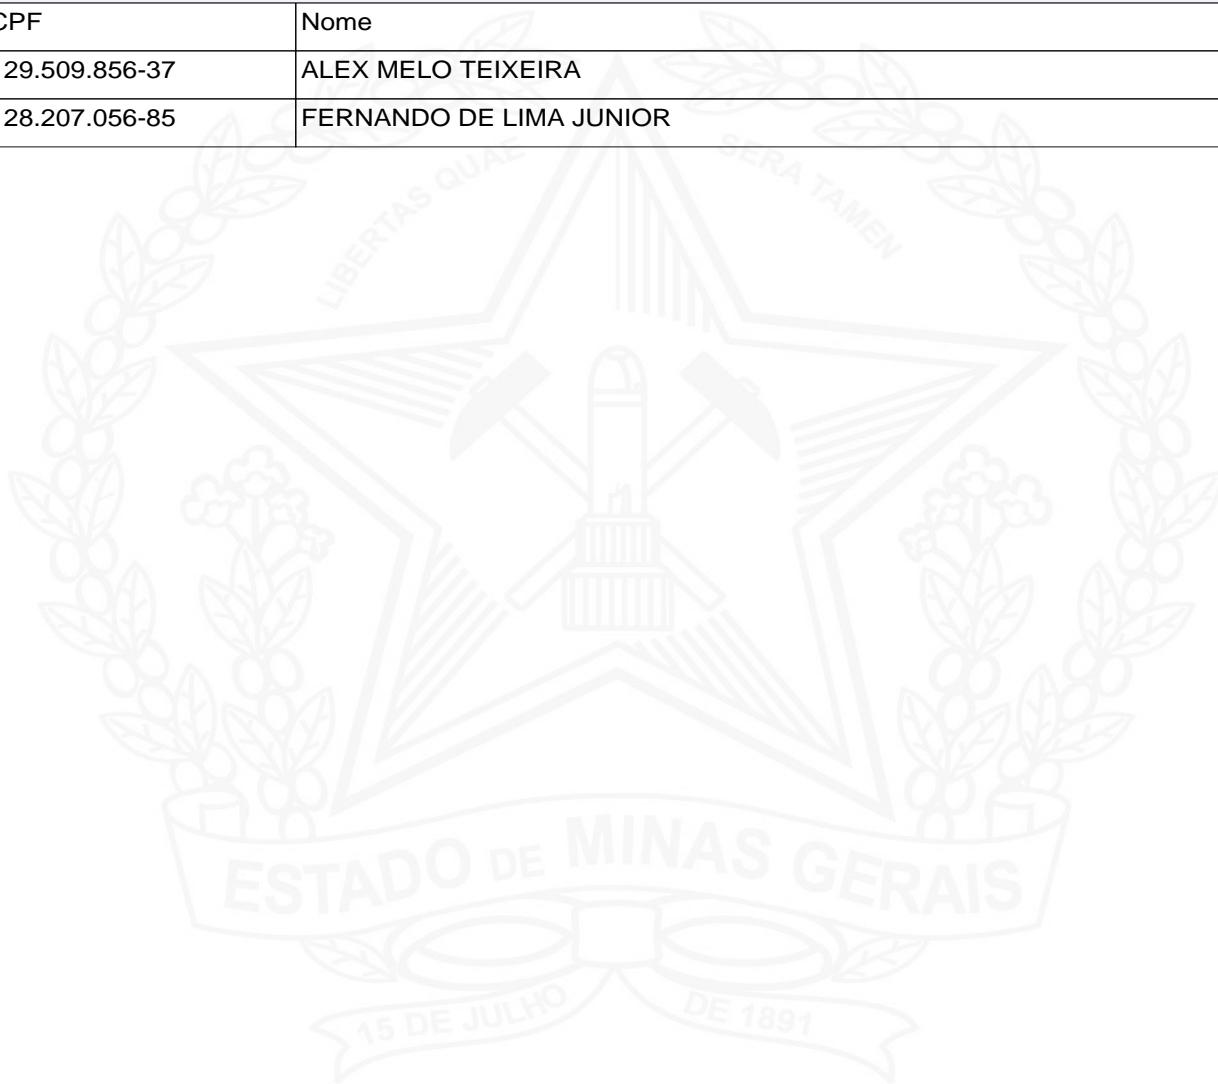 CPF Nome
29.509.856-37 ALEX MELO TEIXEIRA
28.207.056-85 FERNANDO DE LIMA JUNIOR
LIBERTAS QUAE SERA TAMEN
ESTADO DE MINAS GERAIS
15 DE JULHO DE 1891